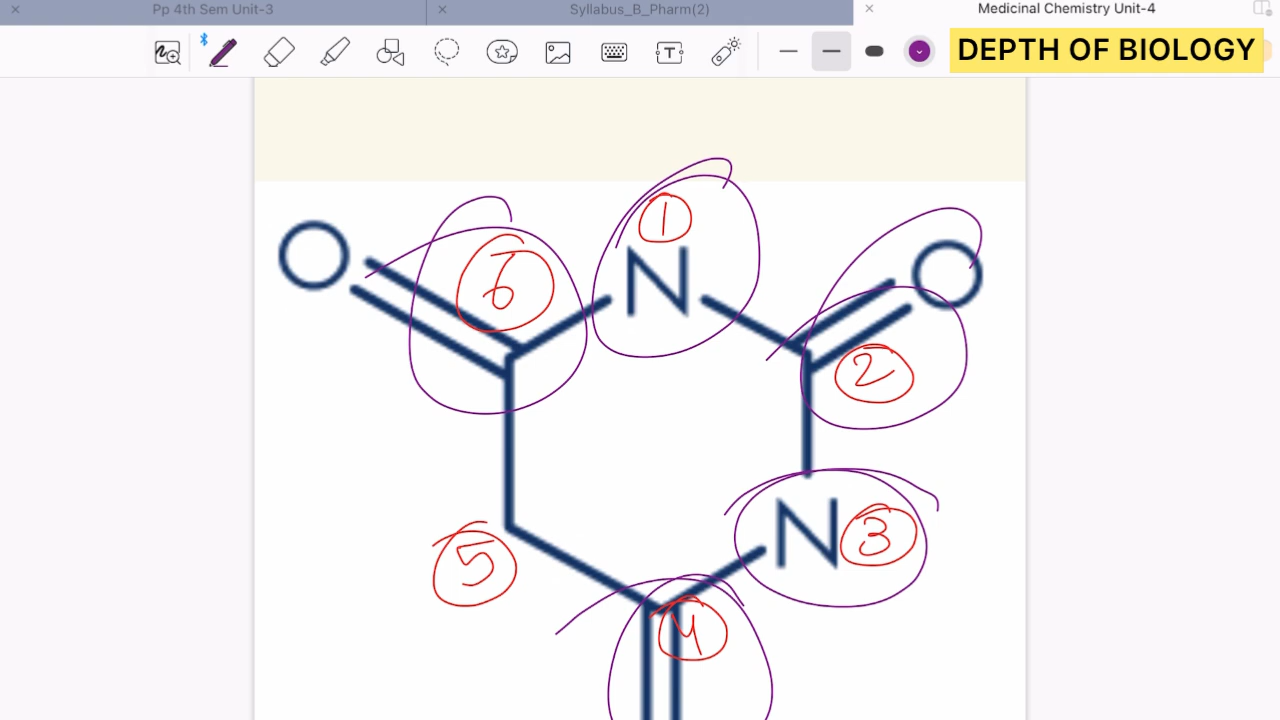 Pp 4th Sem Unit-3
Syllabus_B_Pharm(2)
Medicinal Chemistry Unit-4
T
DEPTH OF BIOLOGY
1
6
O
N
O
2
N
3
5
4